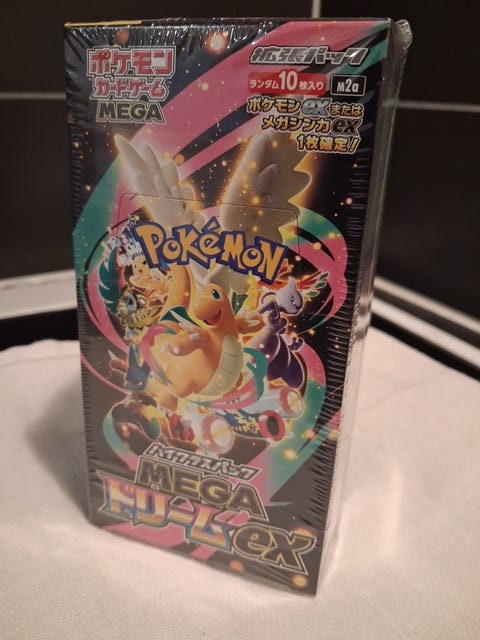 ポケモン
カードゲーム
MEGA
拡張パック
ランダム10枚入り
m2a
ポケモンexまたは
メガシンカex
1枚確定!
Pokémon
ハイクラスパック
MEGA
ドリームex